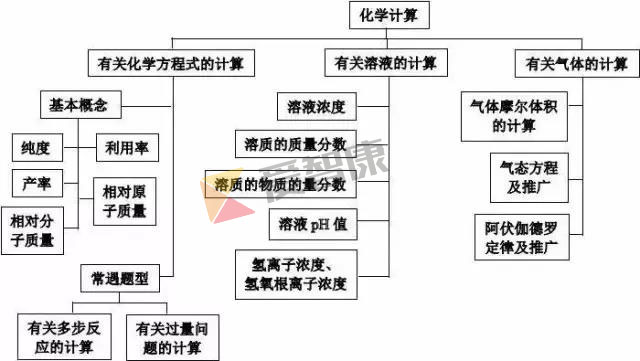 化学计算
有关化学方程式的计算
有关溶液的计算
有关气体的计算
基本概念
纯度
利用率
产率
相对原
子质量
相对分
子质量
常遇题型
有关多步反
应的计算
有关过量问
题的计算
溶液浓度
溶质的质量分数
溶质的物质的量分数
溶液 pH 值
氢离子浓度、
氢氧根离子浓度
气体摩尔体积
的计算
气态方程
及推广
阿伏伽德罗
定律及推广
爱智康